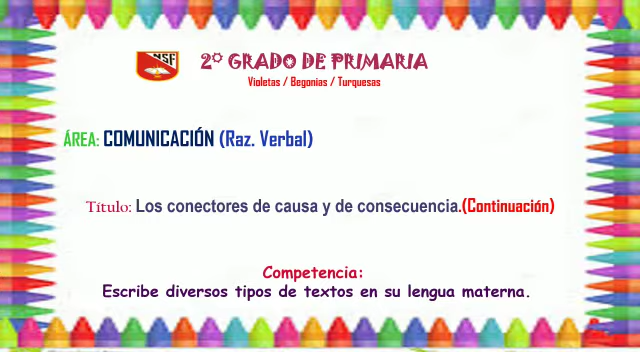 NSF
2° GRADO DE PRIMARIA
Violetas / Begonias / Turquesas
ÁREA: COMUNICACIÓN (Raz. Verbal)
Título: Los conectores de causa y de consecuencia.(Continuación)
Competencia:
Escribe diversos tipos de textos en su lengua materna.